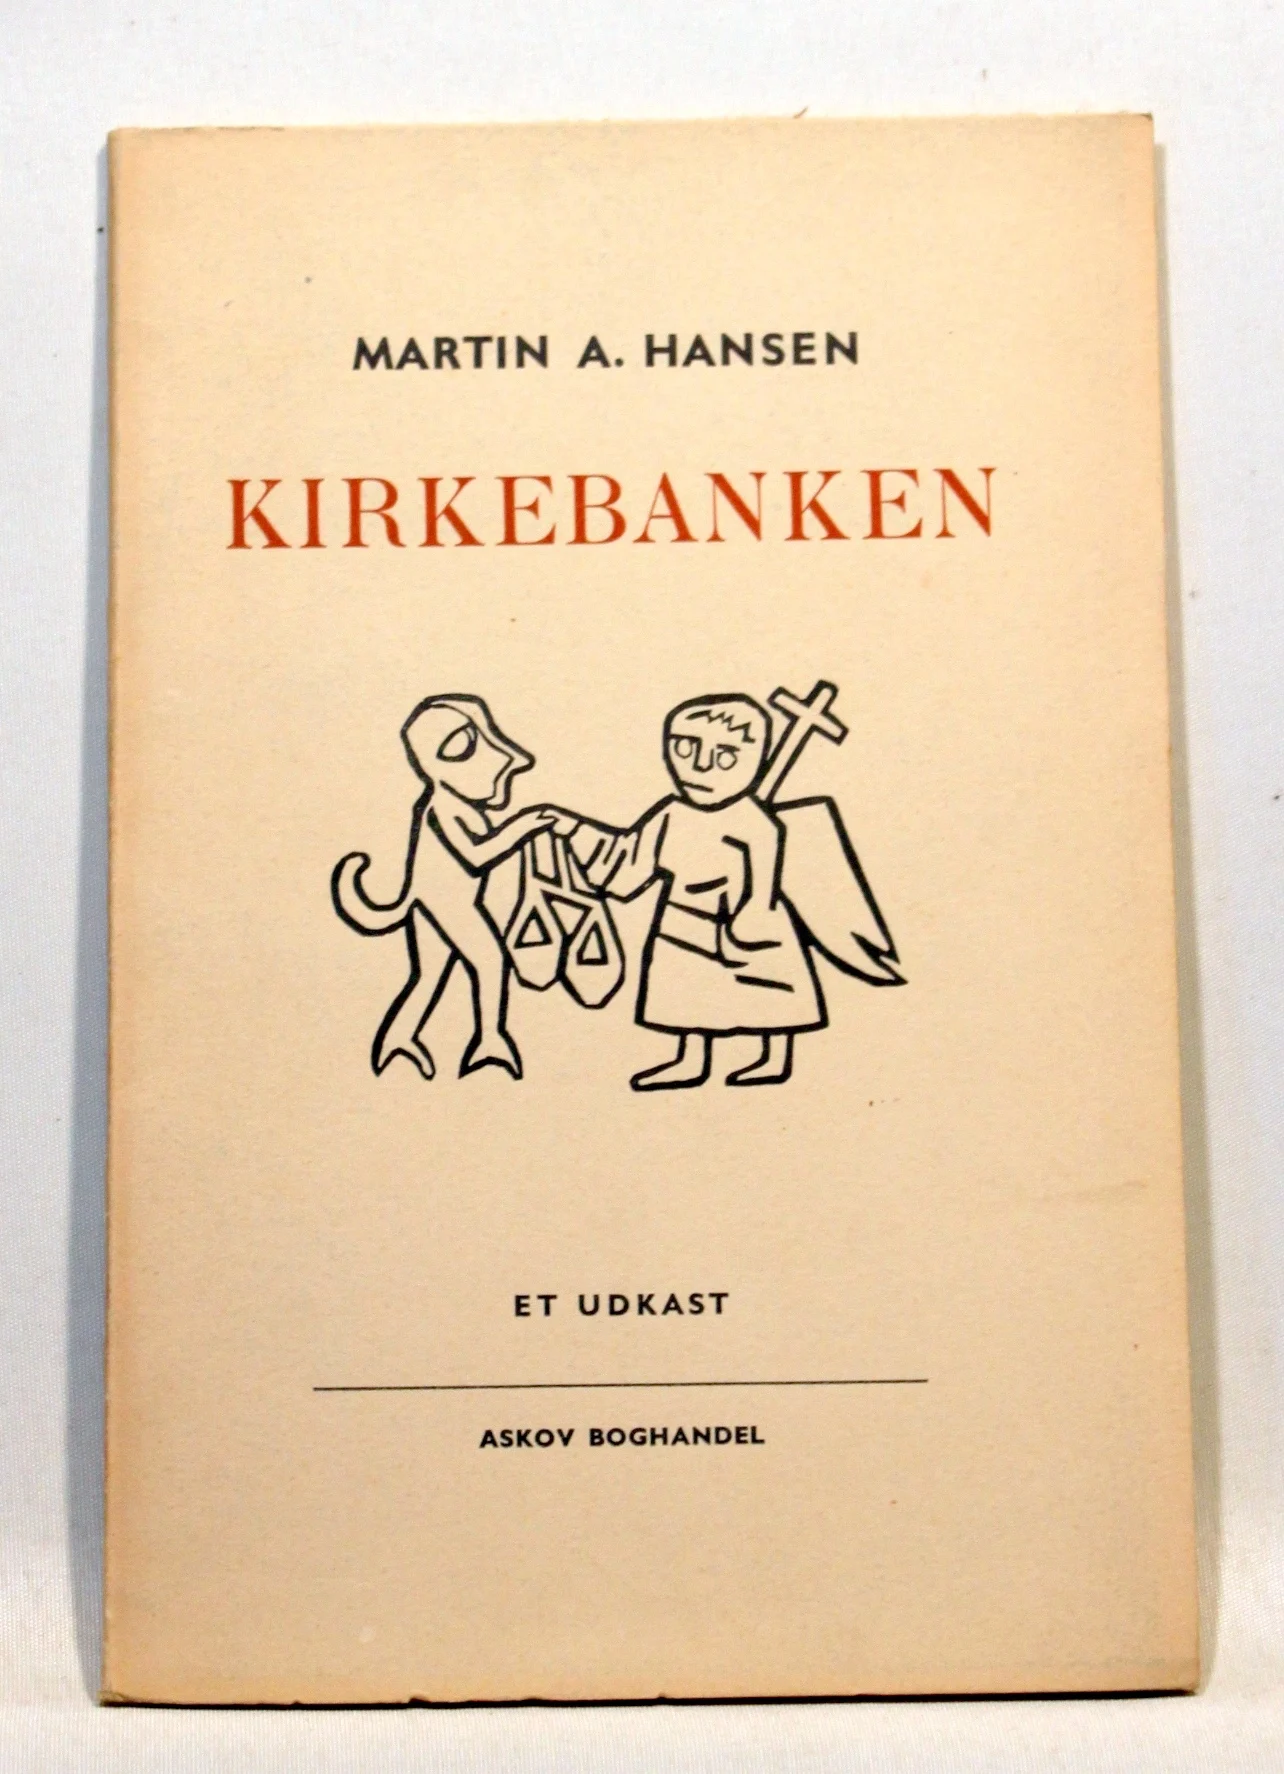 MARTIN A. HANSEN
KIRKEBANKEN
ET UDKAST
ASKOV BOGHANDEL